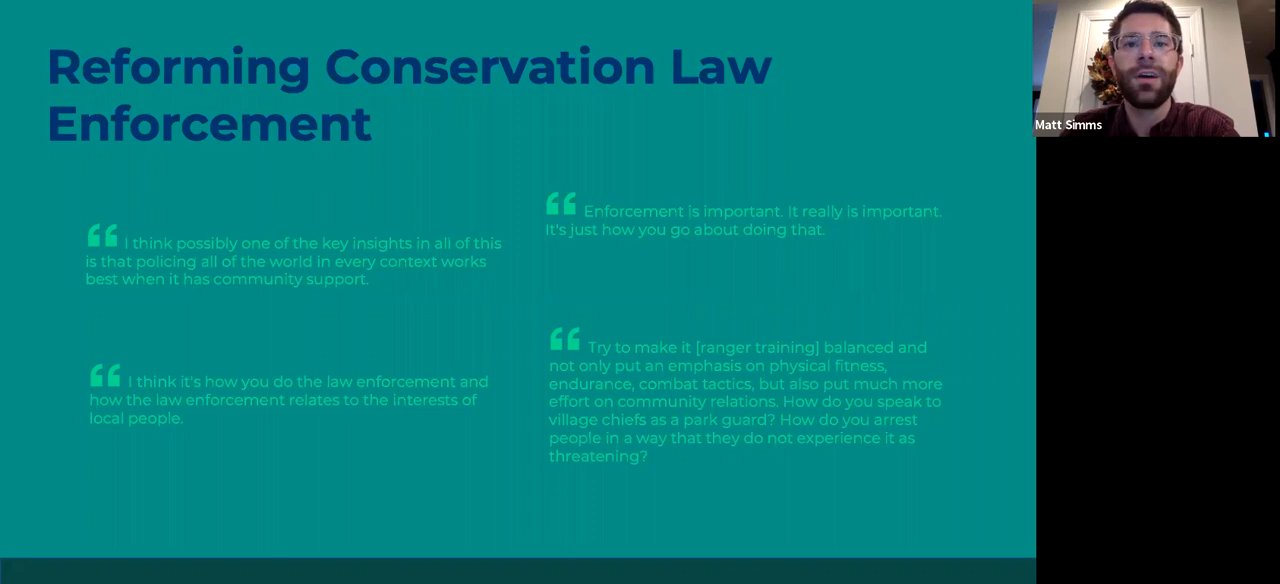 Reforming Conservation Law
Enforcement
“ I think possibly one of the key insights in all of this
is that policing all of the world in every context works
best when it has community support.
“ I think it's how you do the law enforcement and
how the law enforcement relates to the interests of
local people.
“ Enforcement is important. It really is important.
It's just how you go about doing that.
“ Try to make it [ranger training] balanced and
not only put an emphasis on physical fitness,
endurance, combat tactics, but also put much more
effort on community relations. How do you speak to
village chiefs as a park guard? How do you arrest
people in a way that they do not experience it as
threatening?
Matt Simms